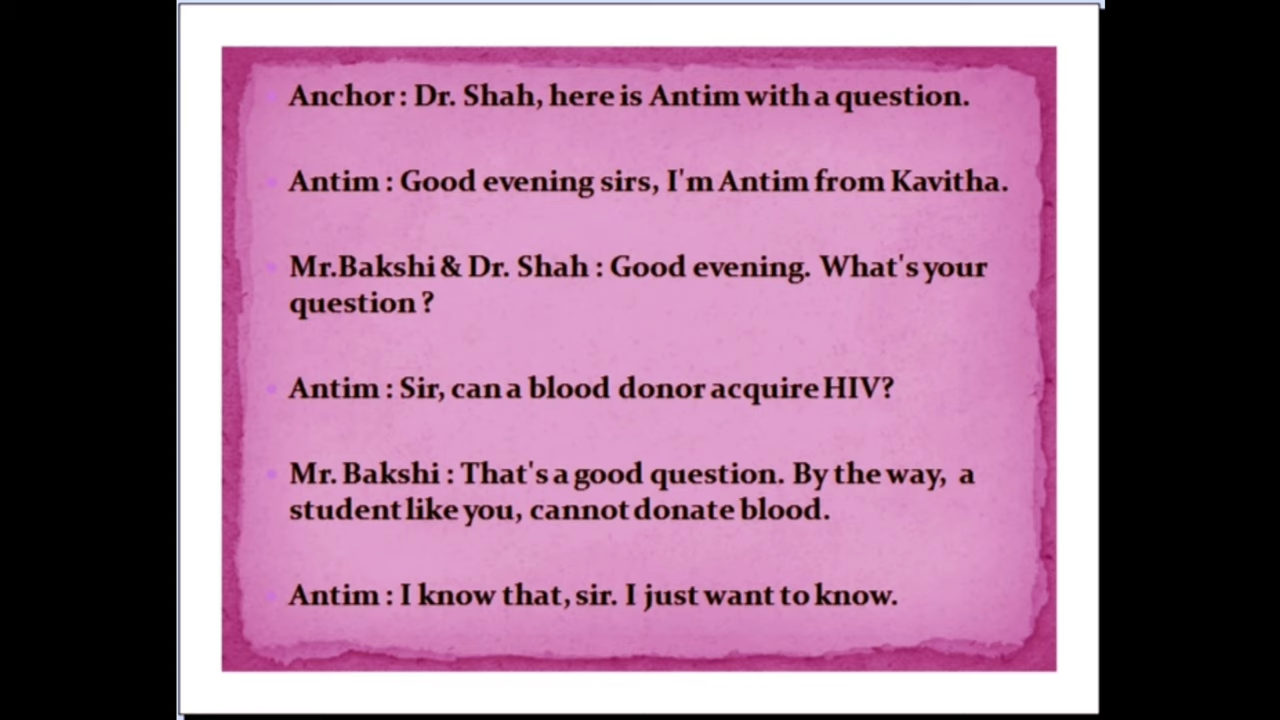 Anchor : Dr. Shah, here is Antim with a question.
Antim : Good evening sirs, I'm Antim from Kavitha.
Mr.Bakshi & Dr. Shah : Good evening. What's your
question ?
Antim : Sir, can a blood donor acquire HIV?
Mr. Bakshi : That's a good question. By the way, a
student like you, cannot donate blood.
Antim : I know that, sir. I just want to know.